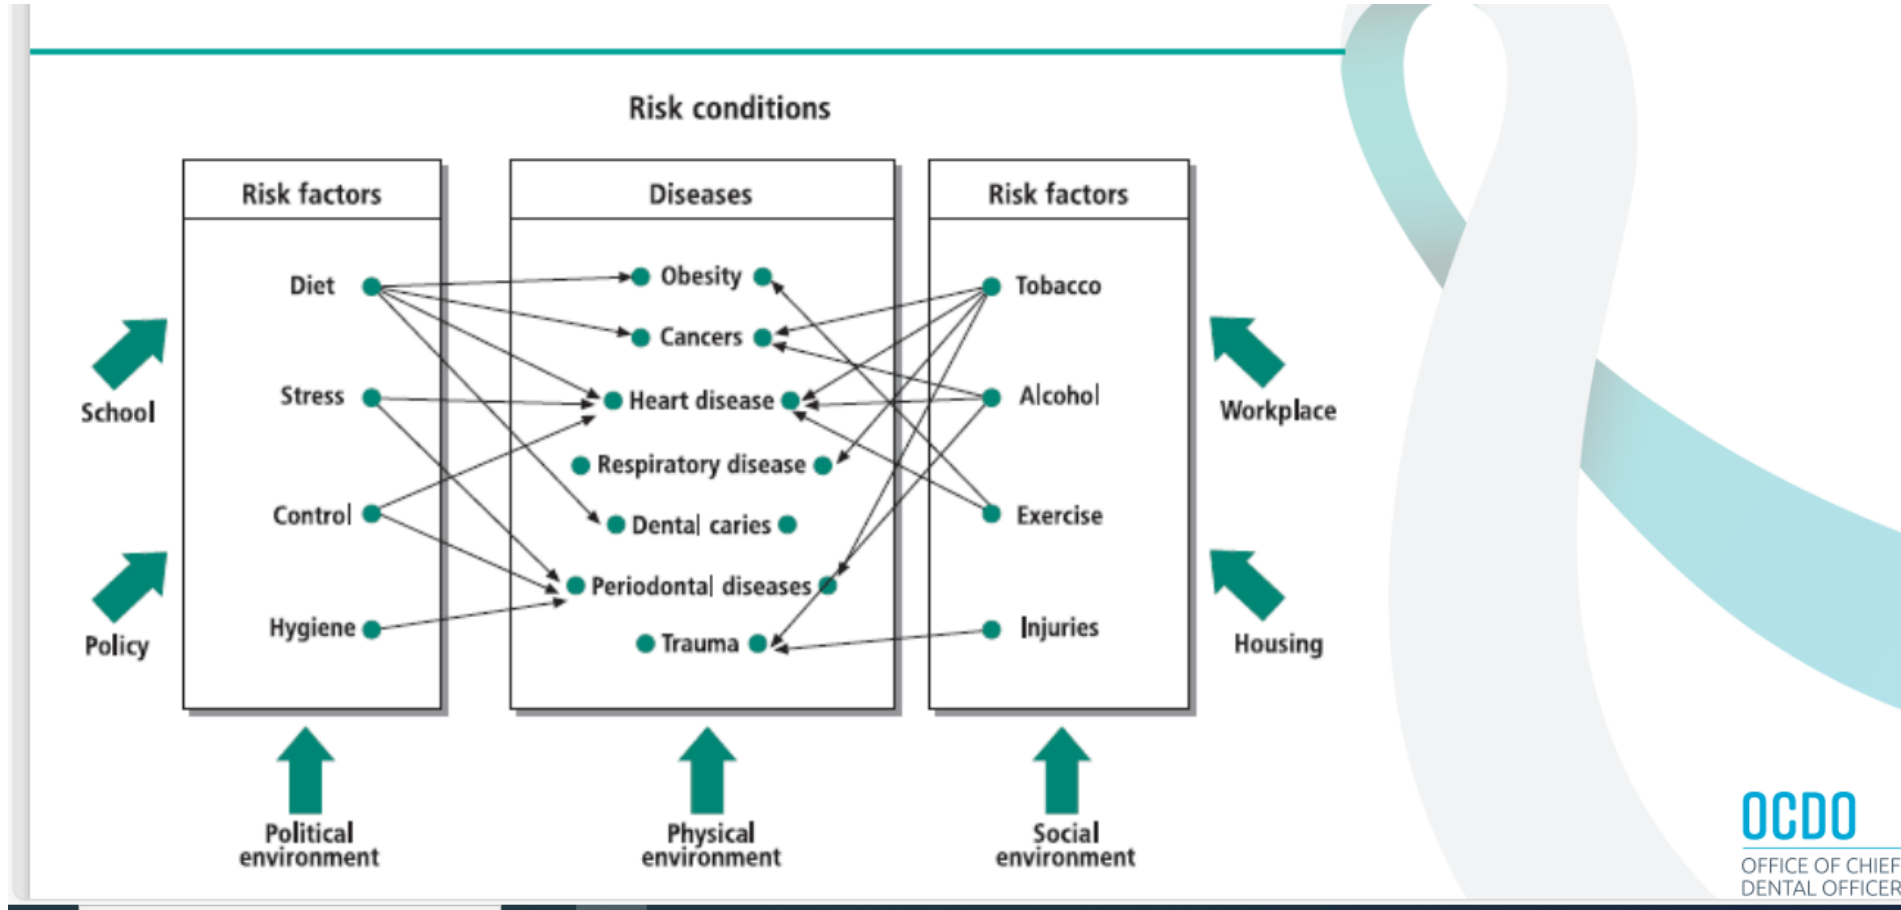 Risk conditions
Risk factors
Diseases
Risk factors
Diet
Obesity
Tobacco
Cancers
Stress
Heart disease
Alcohol
School
Workplace
Respiratory disease
Control
Dental caries
Exercise
Periodontal diseases
Hygiene
Trauma
Injuries
Policy
Housing
Political
environment
Physical
environment
Social
environment
OCDO
OFFICE OF CHIEF
DENTAL OFFICER